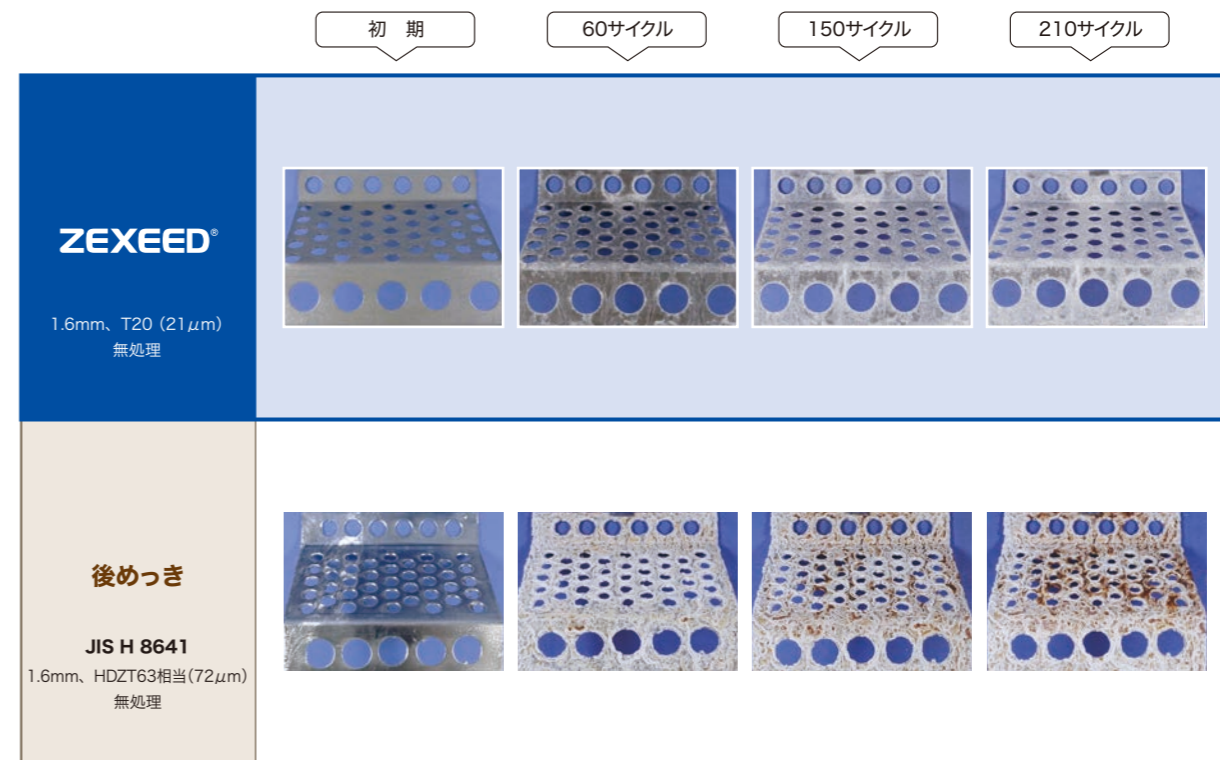 初　期
60サイクル
150サイクル
210サイクル
ZEXEED®
1.6mm、T20（21μm）
無処理
後めっき
JIS H 8641
1.6mm、HDZT63相当（72μm）
無処理